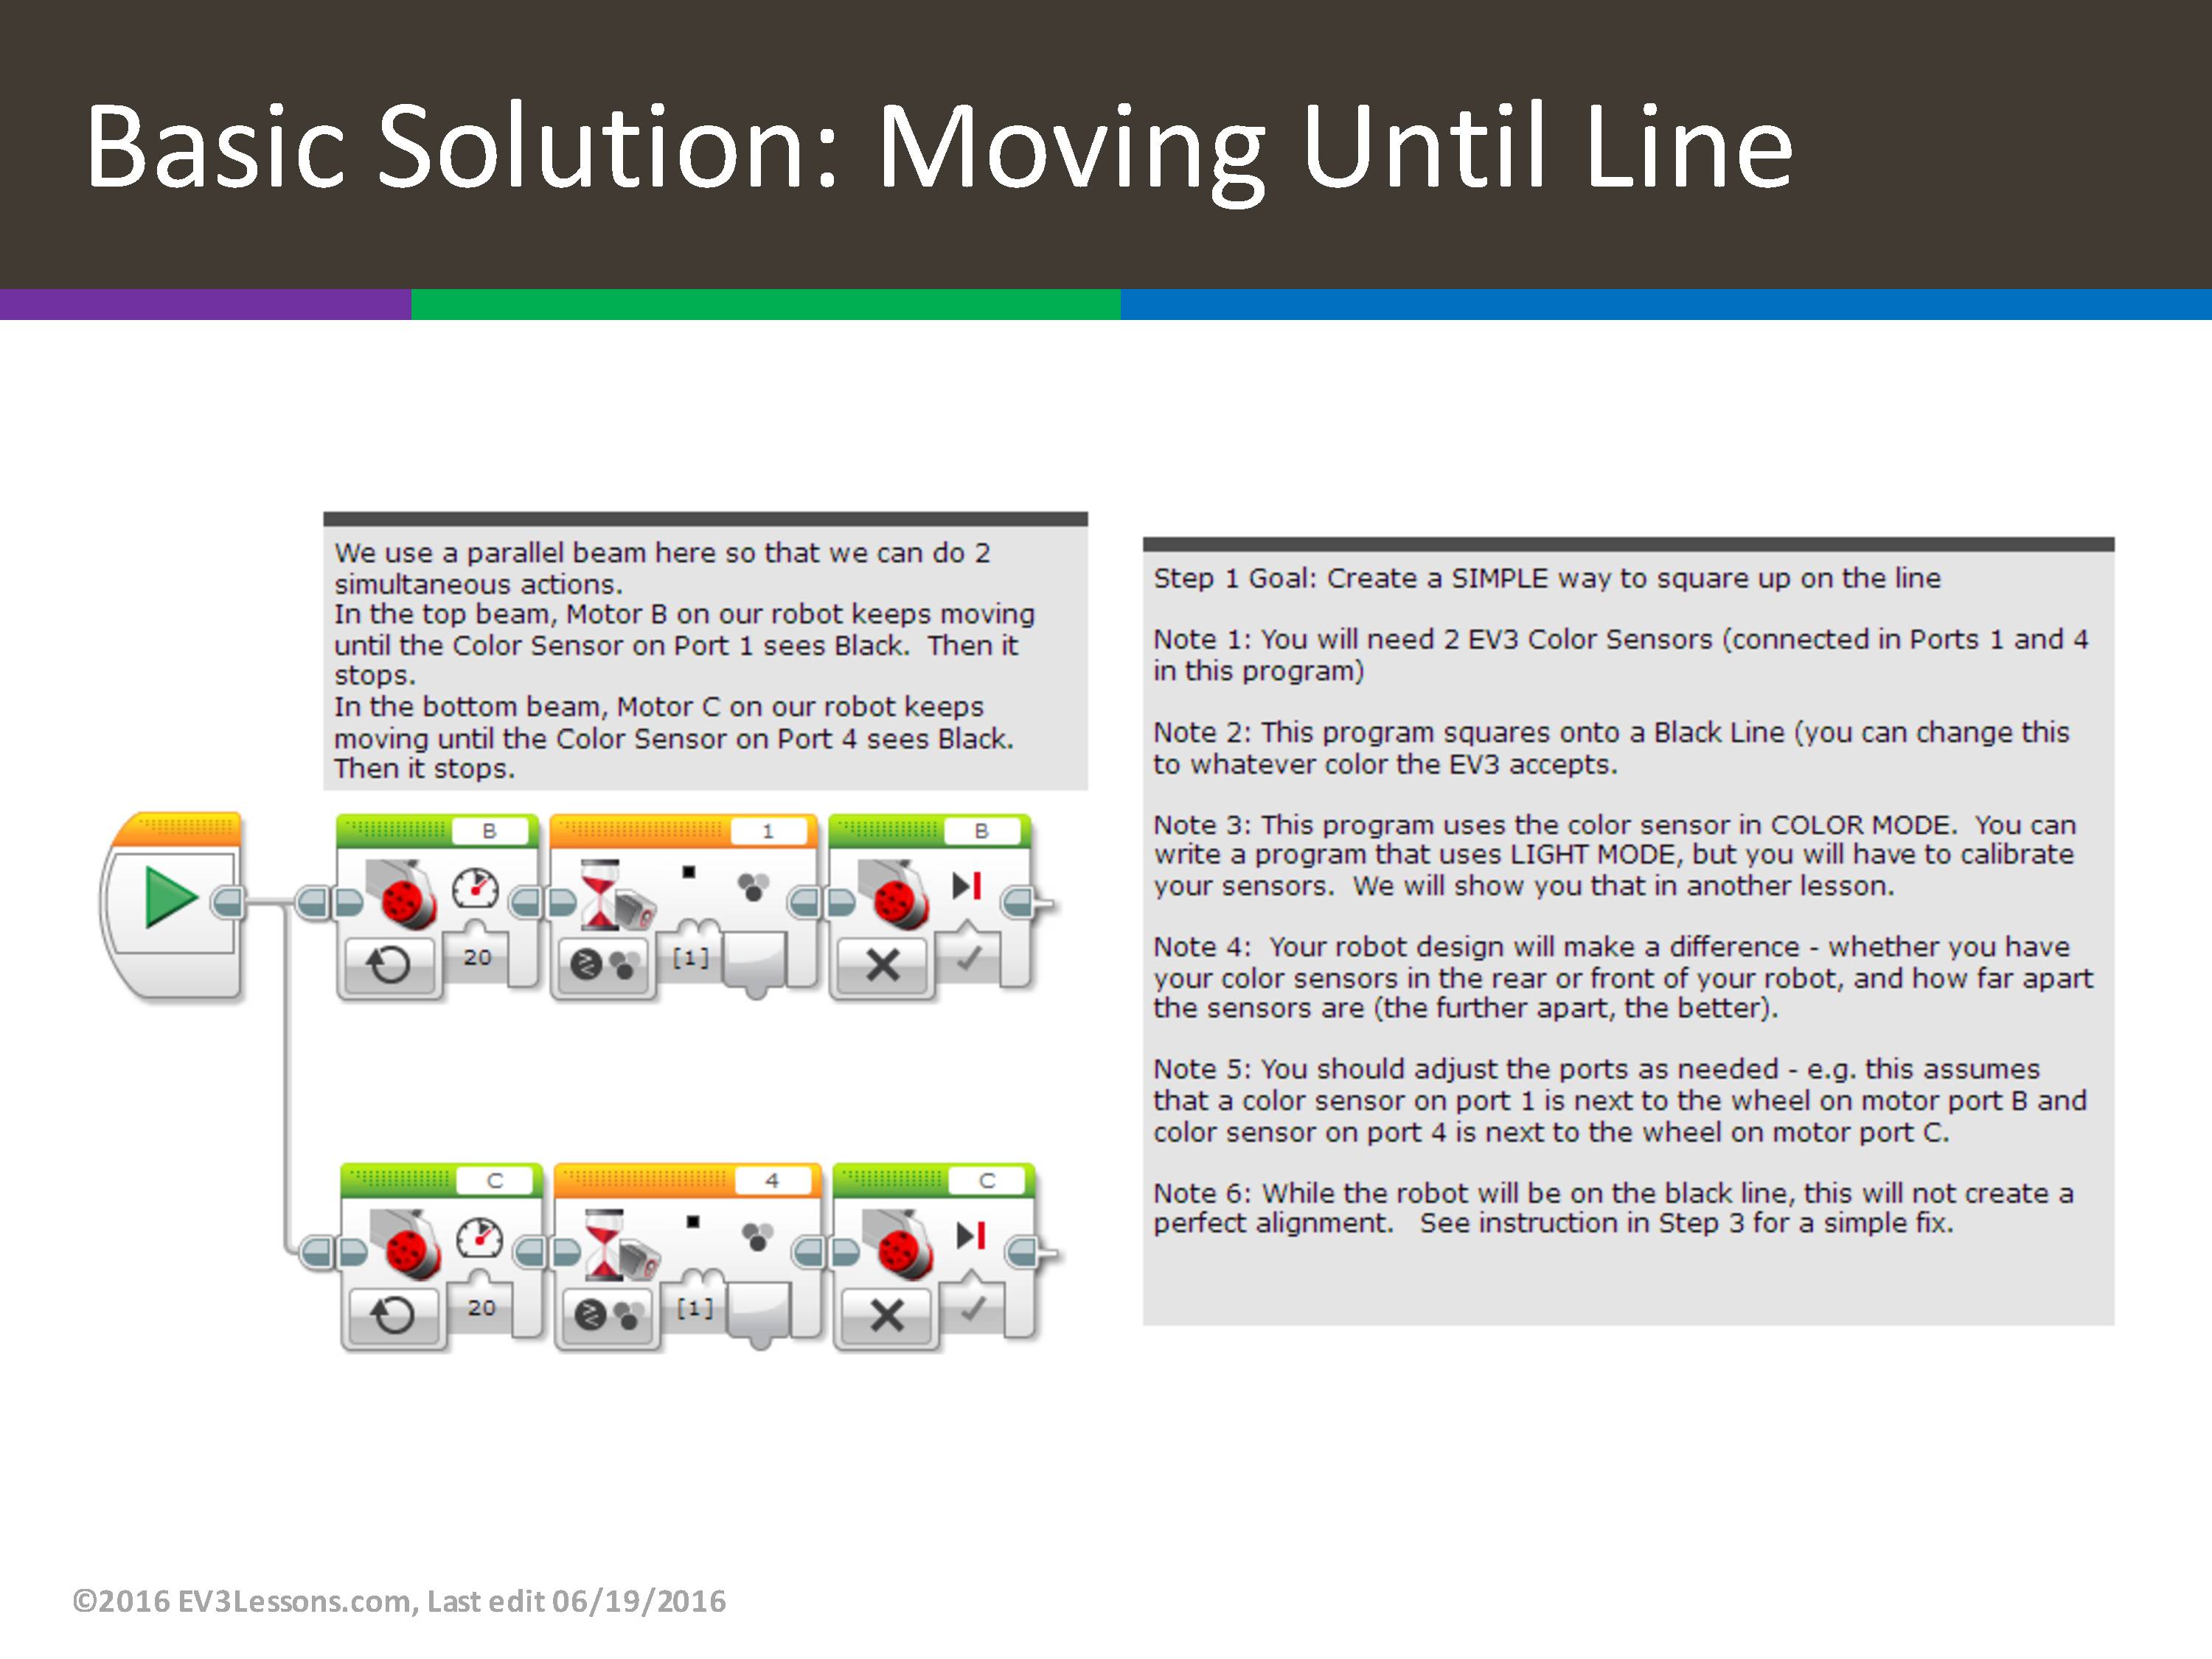 Basic Solution: Moving Until Line
We use a parallel beam here so that we can do 2
simultaneous actions.
In the top beam, Motor B on our robot keeps moving
until the Color Sensor on Port 1 sees Black.  Then it
stops.
In the bottom beam, Motor C on our robot keeps
moving until the Color Sensor on Port 4 sees Black.
Then it stops.
B
1
B
20
[1]
C
4
C
20
[1]
Step 1 Goal: Create a SIMPLE way to square up on the line
Note 1: You will need 2 EV3 Color Sensors (connected in Ports 1 and 4
in this program)
Note 2: This program squares onto a Black Line (you can change this
to whatever color the EV3 accepts.
Note 3: This program uses the color sensor in COLOR MODE.  You can
write a program that uses LIGHT MODE, but you will have to calibrate
your sensors.  We will show you that in another lesson.
Note 4:  Your robot design will make a difference - whether you have
your color sensors in the rear or front of your robot, and how far apart
the sensors are (the further apart, the better).
Note 5: You should adjust the ports as needed - e.g. this assumes
that a color sensor on port 1 is next to the wheel on motor port B and
color sensor on port 4 is next to the wheel on motor port C.
Note 6: While the robot will be on the black line, this will not create a
perfect alignment.   See instruction in Step 3 for a simple fix.
©2016 EV3Lessons.com, Last edit 06/19/2016